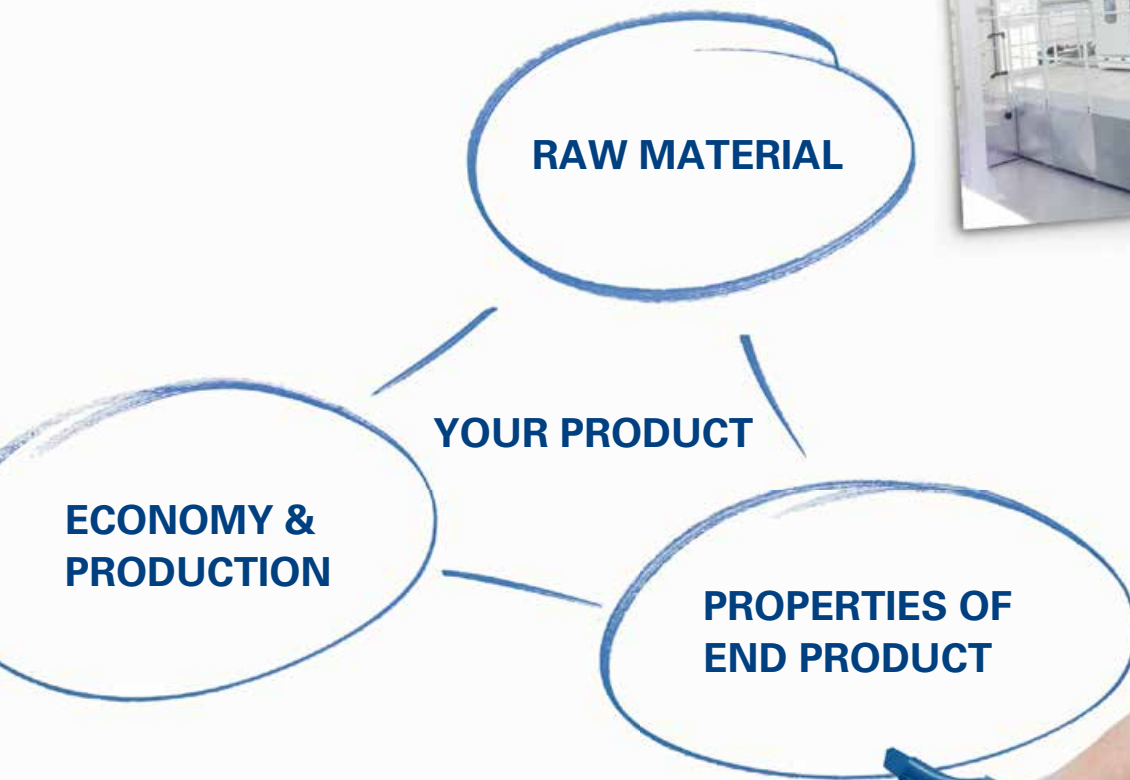 RAW MATERIAL
YOUR PRODUCT
ECONOMY &
PRODUCTION
PROPERTIES OF
END PRODUCT